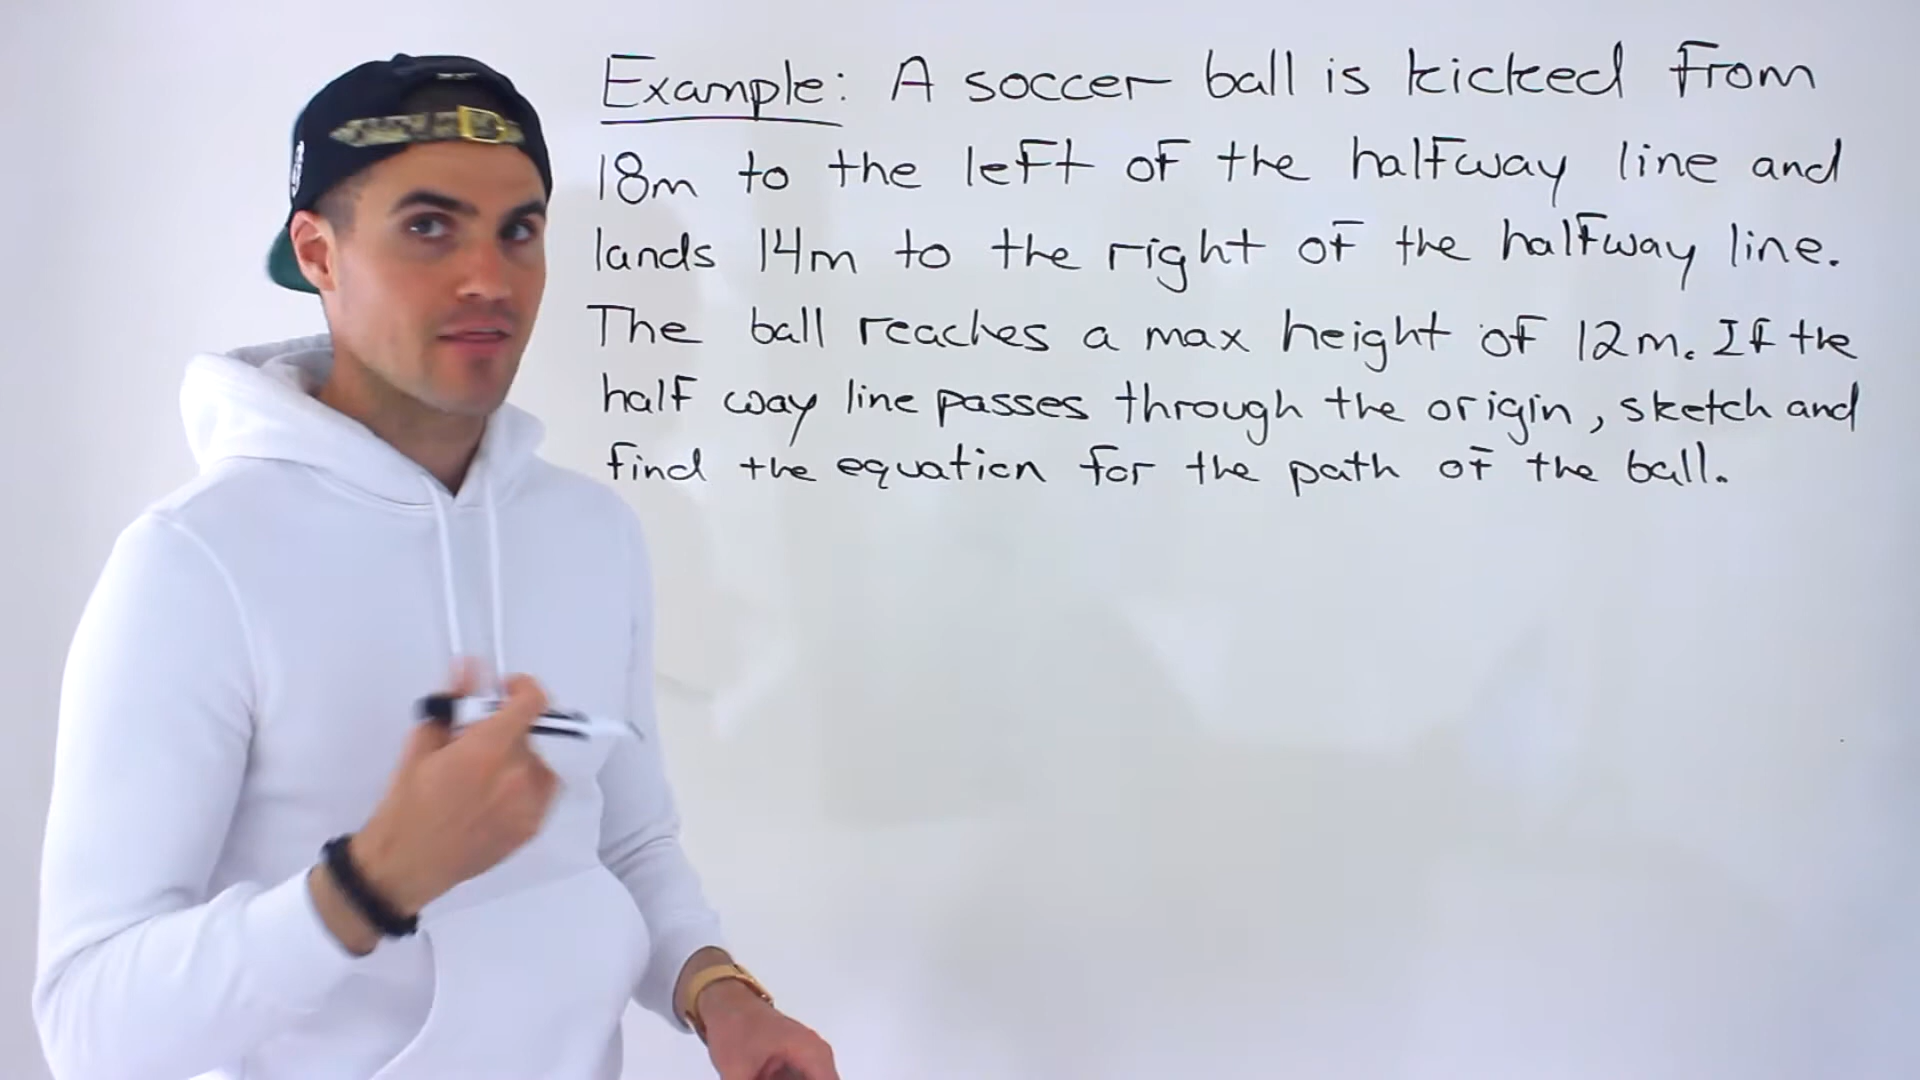 Example: A soccer ball is kicked from
18m to the left of the halfway line and
lands 14m to the right of the halfway line.
The ball reaches a max height of 12m. If the
half way line passes through the origin, sketch and
find the equation for the path of the ball.